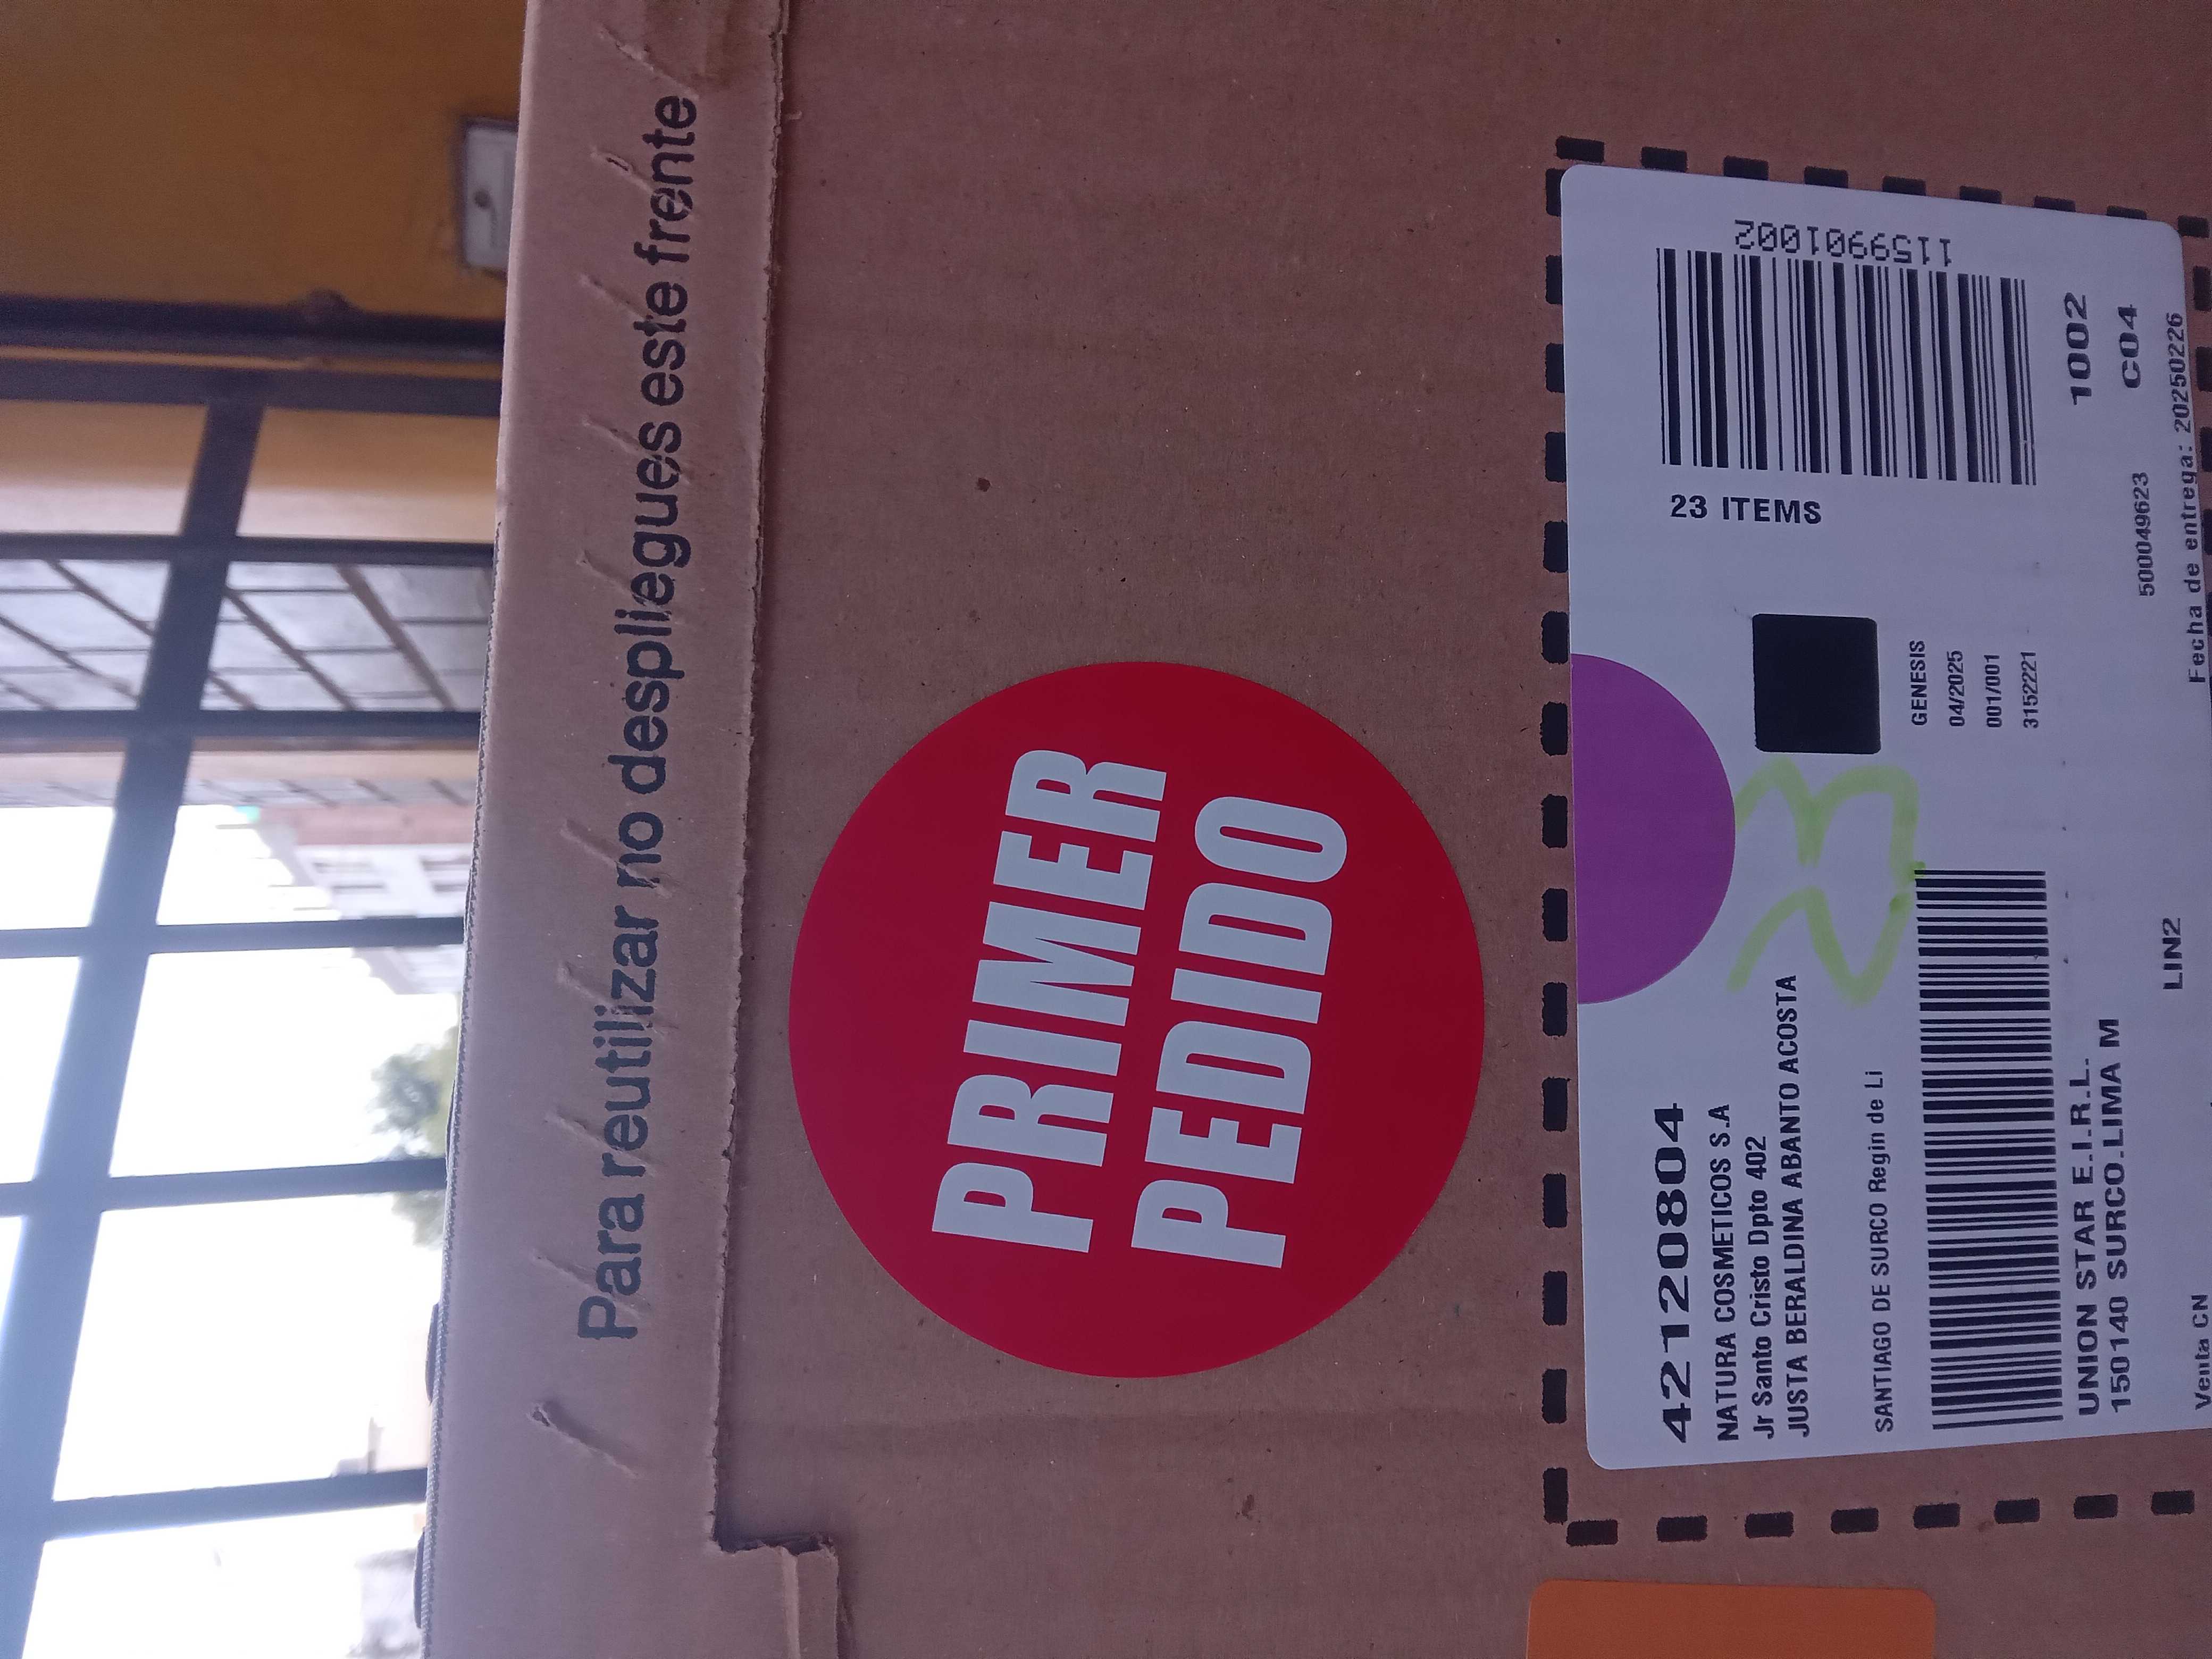 Para reutilizar no despliegues este frente
PRIMER
PEDIDO
42120804
NATURA COSMETICOS S.A
Jr Santo Cristo Dpto 402
JUSTA BERALDINA ABANTO ACOSTA
SANTIAGO DE SURCO Regin de Li
UNION STAR E.I.R.L.
150140 SURCO.LIMA M
LIN2
Venta CN
23
GENESIS
04/2025
001/001
31522221
23 ITEMS
1159901002
1002
C04
500049623
Fecha de entrega: 20250226